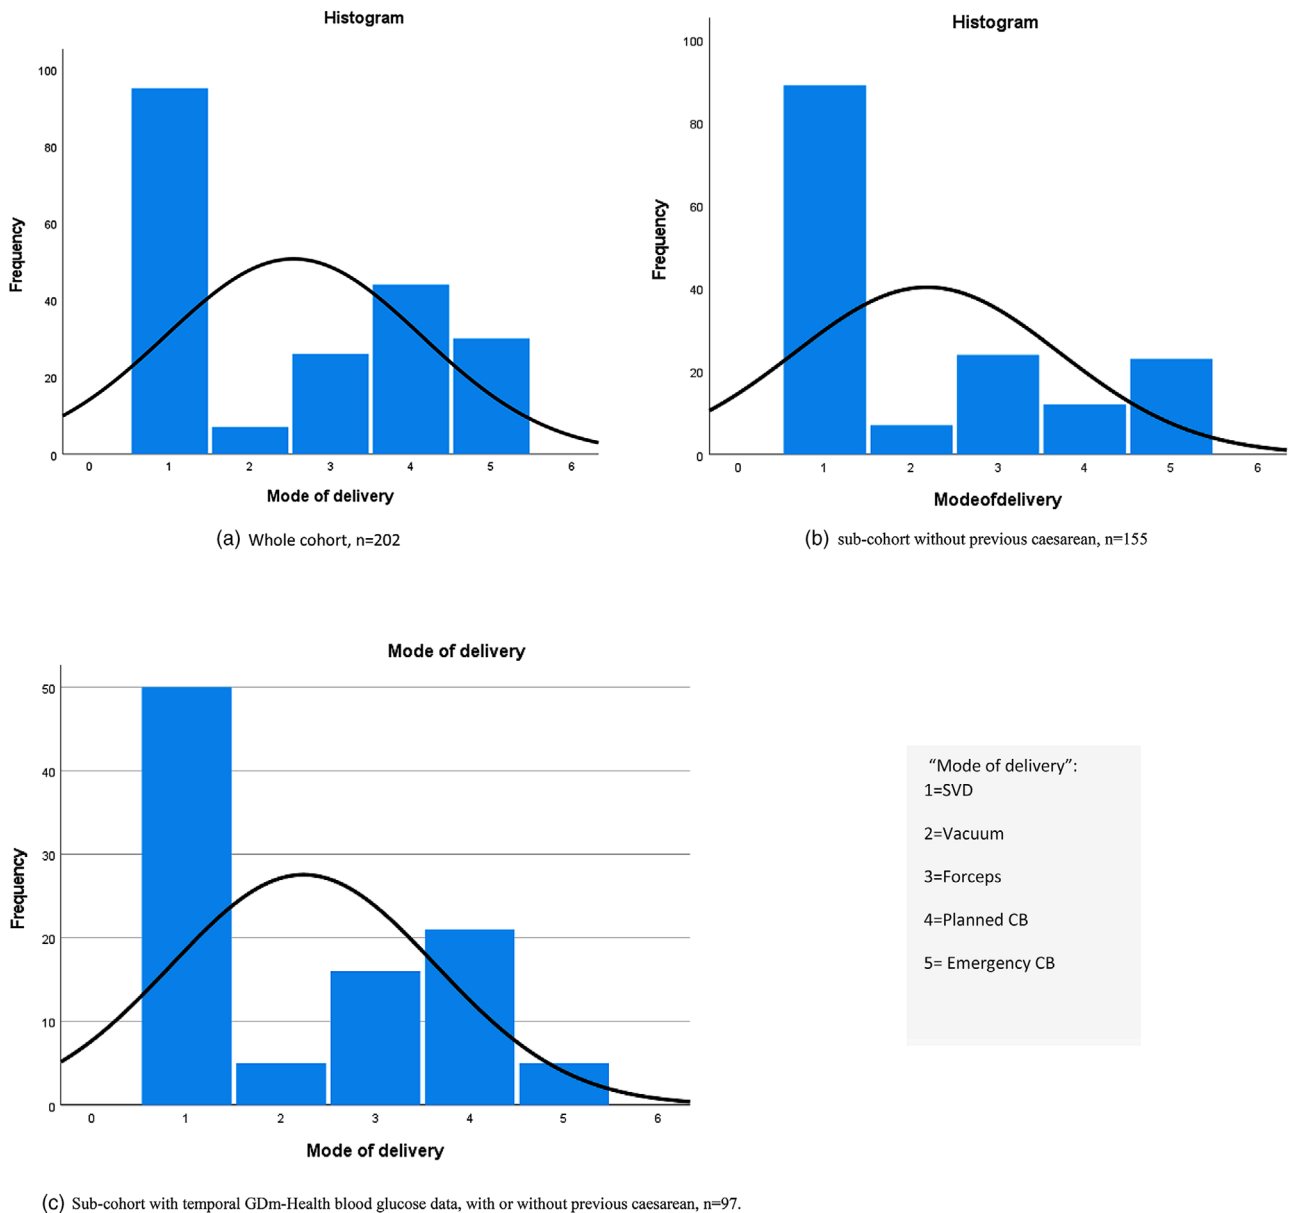 Histogram
100
80
60
40
20
0
Frequency
0 1 2 3 4 5 6
Mode of delivery
(a) Whole cohort, n=202
Histogram
100
80
60
40
20
0
Frequency
0 1 2 3 4 5 6
Modeofdelivery
(b) sub-cohort without previous caesarean, n=155
Mode of delivery
50
40
30
20
10
0
Frequency
0 1 2 3 4 5 6
Mode of delivery
(c) Sub-cohort with temporal GDm-Health blood glucose data, with or without previous caesarean, n=97.
“Mode of delivery”:
1=SVD
2=Vacuum
3=Forceps
4=Planned CB
5= Emergency CB